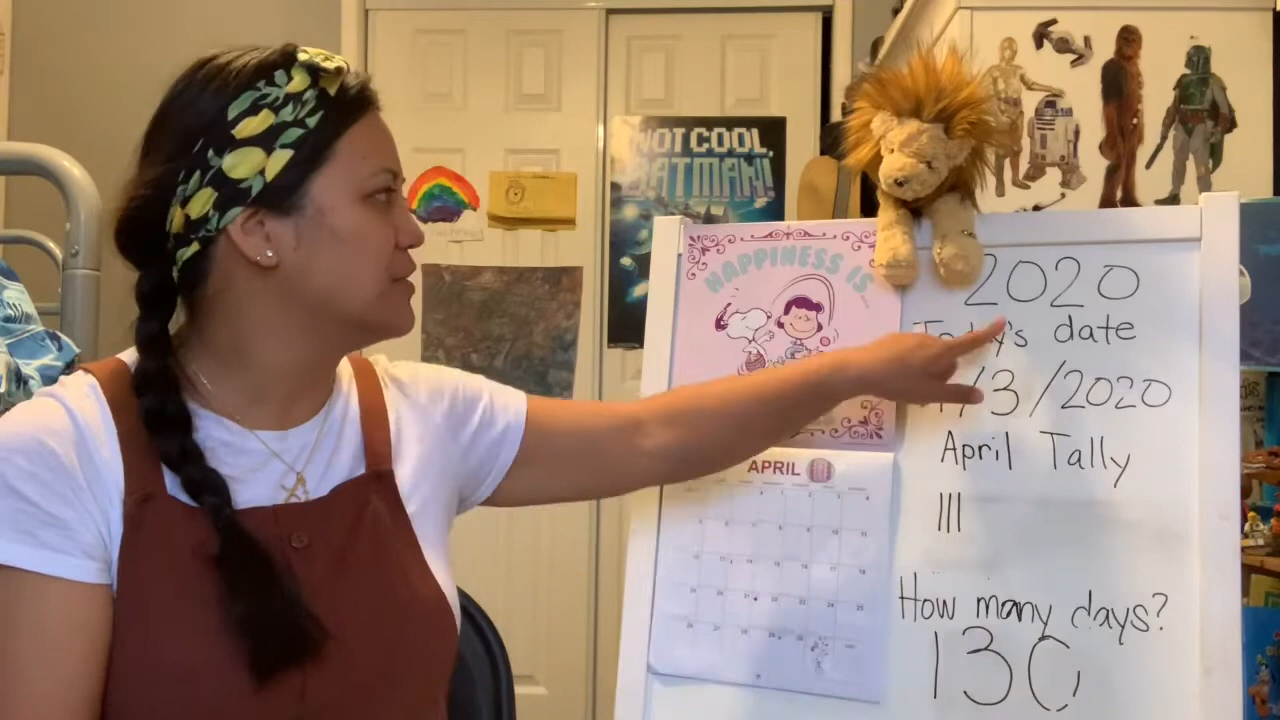 NOT COOL,
BATMAN!
HAPPINESS IS
APRIL
2020
Today's date
/3/2020
April Tally
III
How many days?
130